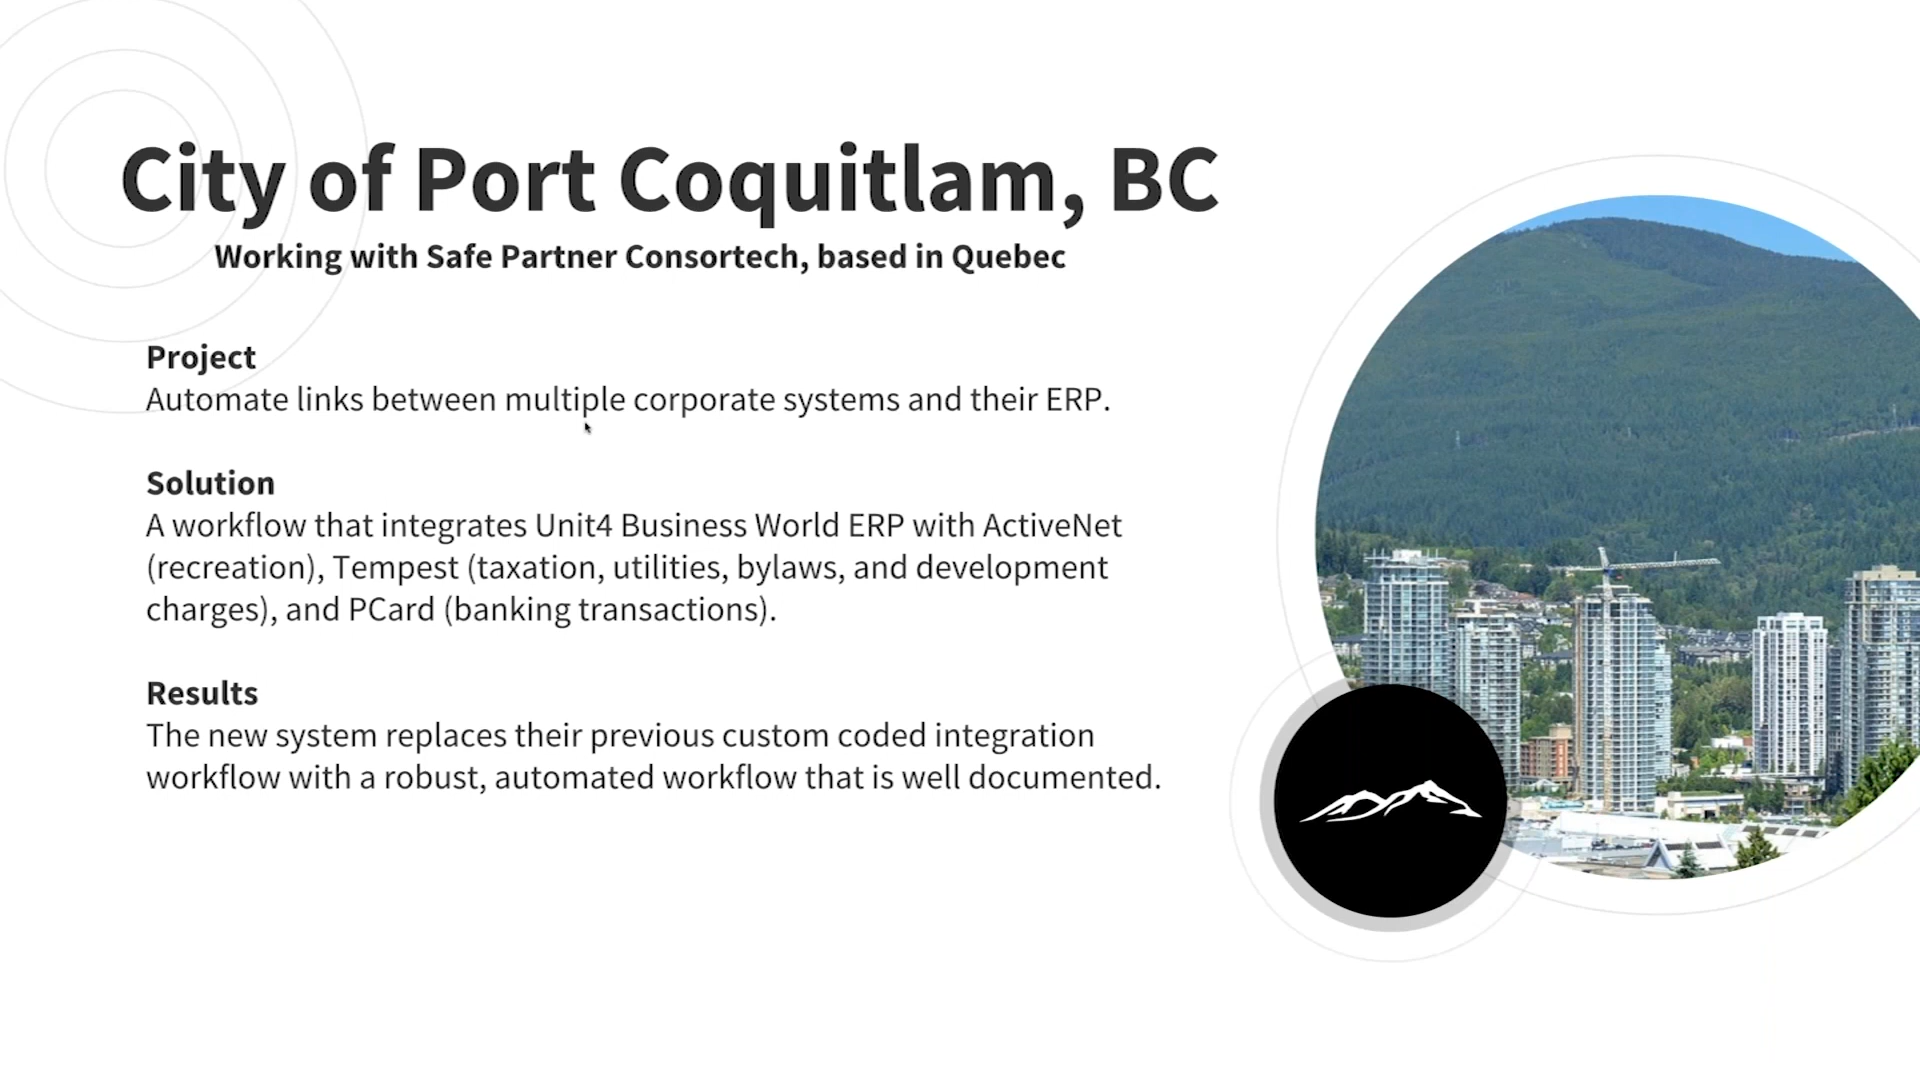 City of Port Coquitlam, BC
Working with Safe Partner Consortech, based in Quebec
Project
Automate links between multiple corporate systems and their ERP.
Solution
A workflow that integrates Unit4 Business World ERP with ActiveNet
(recreation), Tempest (taxation, utilities, bylaws, and development
charges), and PCard (banking transactions).
Results
The new system replaces their previous custom coded integration
workflow with a robust, automated workflow that is well documented.